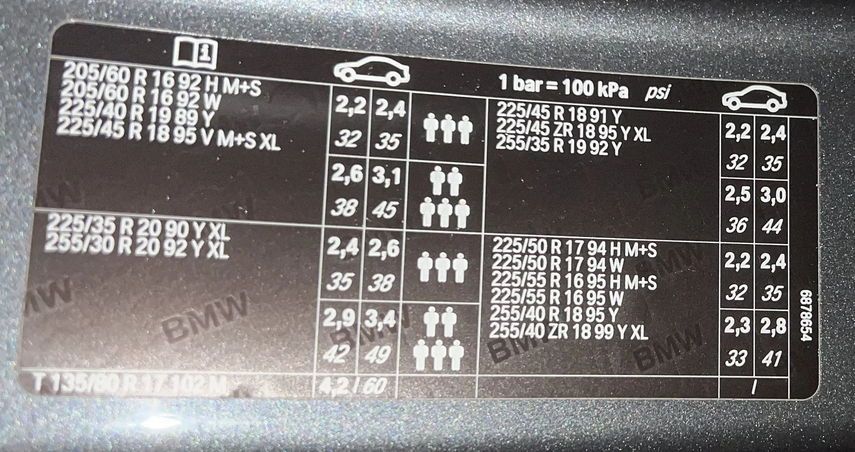 1 bar = 100 kPa psi
205/60 R 16 92 H M+S
205/60 R 16 92 W
225/40 R 19 89 Y
225/45 R 18 95 V M+S XL
2,2 2,4
32 35
2,6 3,1
38 45
225/45 R 18 91 Y
225/45 ZR 18 95 Y XL
255/35 R 19 92 Y
2,2 2,4
32 35
2,5 3,0
36 44
225/35 R 20 90 Y XL
255/30 R 20 92 Y XL
2,4 2,6
35 38
2,9 3,4
42 49
225/50 R 17 94 H M+S
225/50 R 17 94 W
225/55 R 16 95 H M+S
225/55 R 16 95 W
255/40 R 18 95 Y
255/40 ZR 18 99 Y XL
2,2 2,4
32 35
2,3 2,8
33 41
T 135/80 R 17 102 M
4,2 / 60
/
6878654
BMW
BMW
BMW
BMW